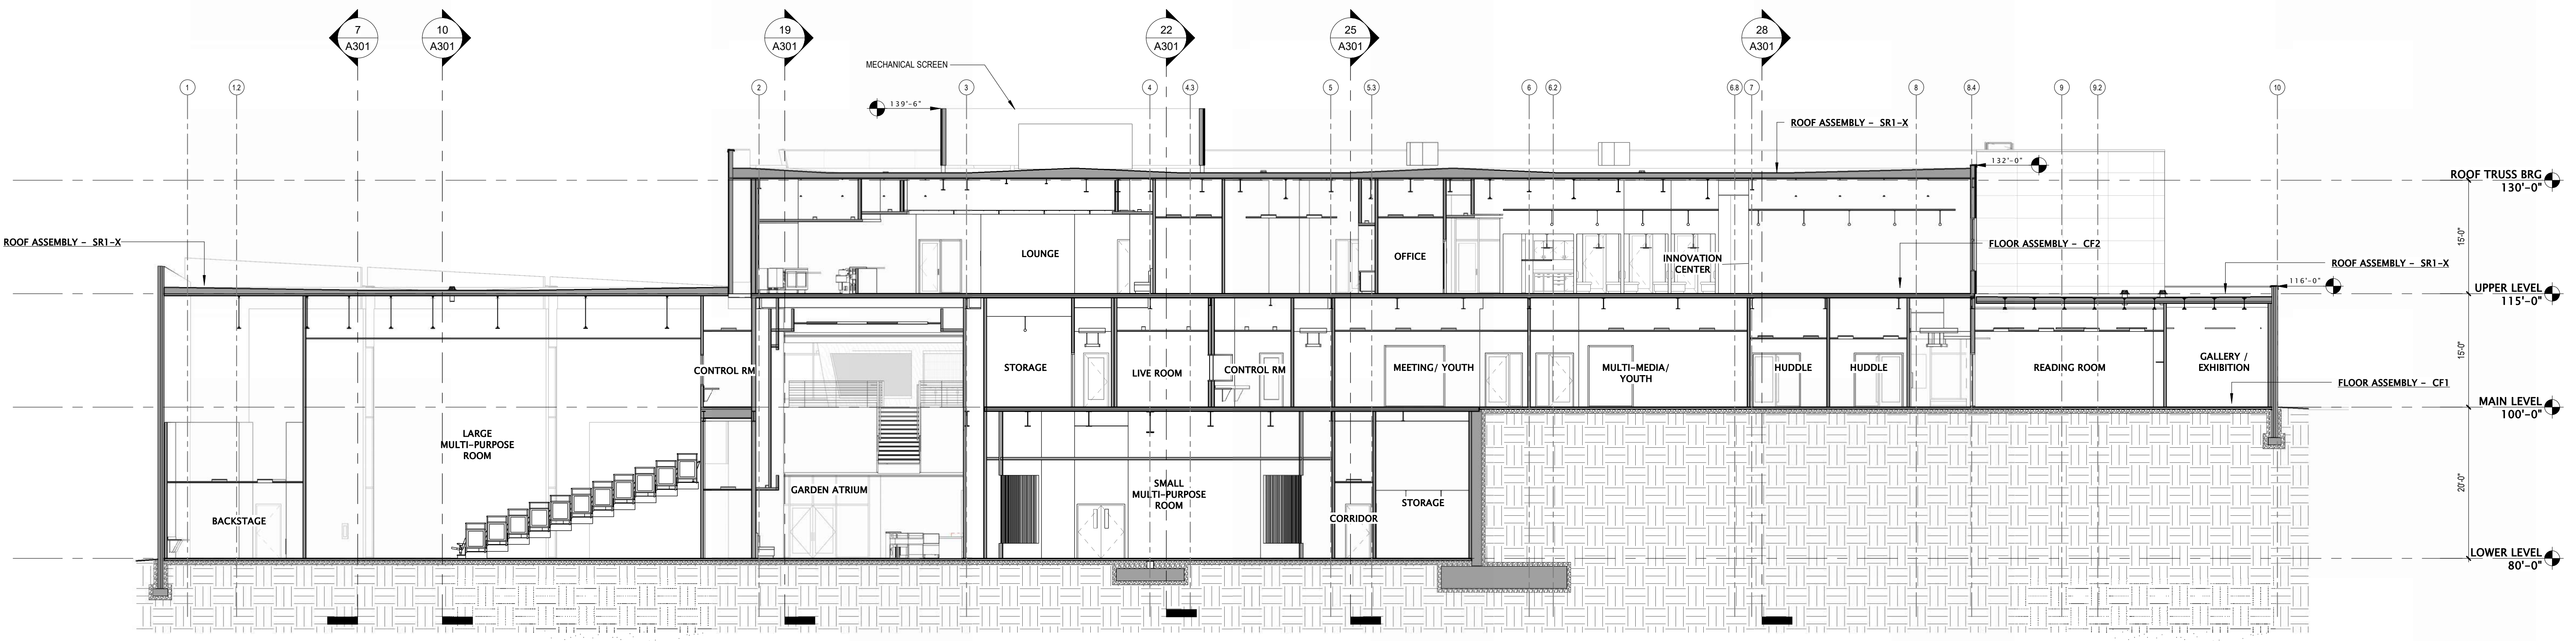 7
A301
10
A301
19
A301
22
A301
25
A301
28
A301
MECHANICAL SCREEN
1
1.2
2
3
4
4.3
5
5.3
6
6.2
6.8
7
8
8.4
9
9.2
10
139'-6"
ROOF ASSEMBLY - SR1-X
132'-0"
ROOF TRUSS BRG
130'-0"
ROOF ASSEMBLY - SR1-X
LOUNGE
OFFICE
INNOVATION
CENTER
FLOOR ASSEMBLY - CF2
15'-0"
ROOF ASSEMBLY - SR1-X
116'-0"
UPPER LEVEL
115'-0"
CONTROL RM
STORAGE
LIVE ROOM
CONTROL RM
MEETING/ YOUTH
MULTI-MEDIA/
YOUTH
HUDDLE
HUDDLE
READING ROOM
GALLERY /
EXHIBITION
15'-0"
FLOOR ASSEMBLY - CF1
MAIN LEVEL
100'-0"
LARGE
MULTI-PURPOSE
ROOM
BACKSTAGE
GARDEN ATRIUM
SMALL
MULTI-PURPOSE
ROOM
CORRIDOR
STORAGE
20'-0"
LOWER LEVEL
80'-0"